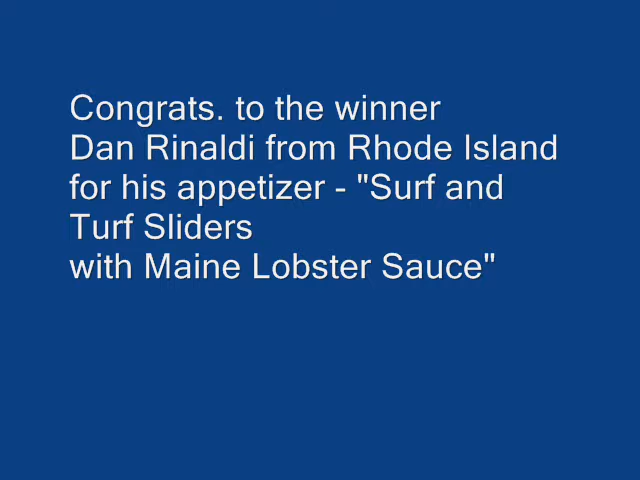 Congrats. to the winner
Dan Rinaldi from Rhode Island
for his appetizer - "Surf and
Turf Sliders
with Maine Lobster Sauce"